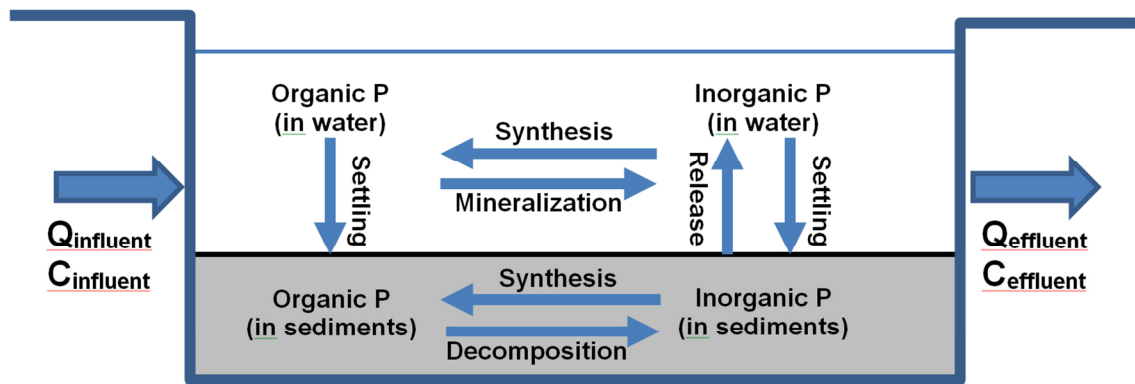 Organic P
(in water)
Inorganic P
(in water)
Synthesis
Mineralization
Settling
Release
Settling
Qinfluent
Cinfluent
Qeffluent
Ceffluent
Organic P
(in sediments)
Synthesis
Decomposition
Inorganic P
(in sediments)